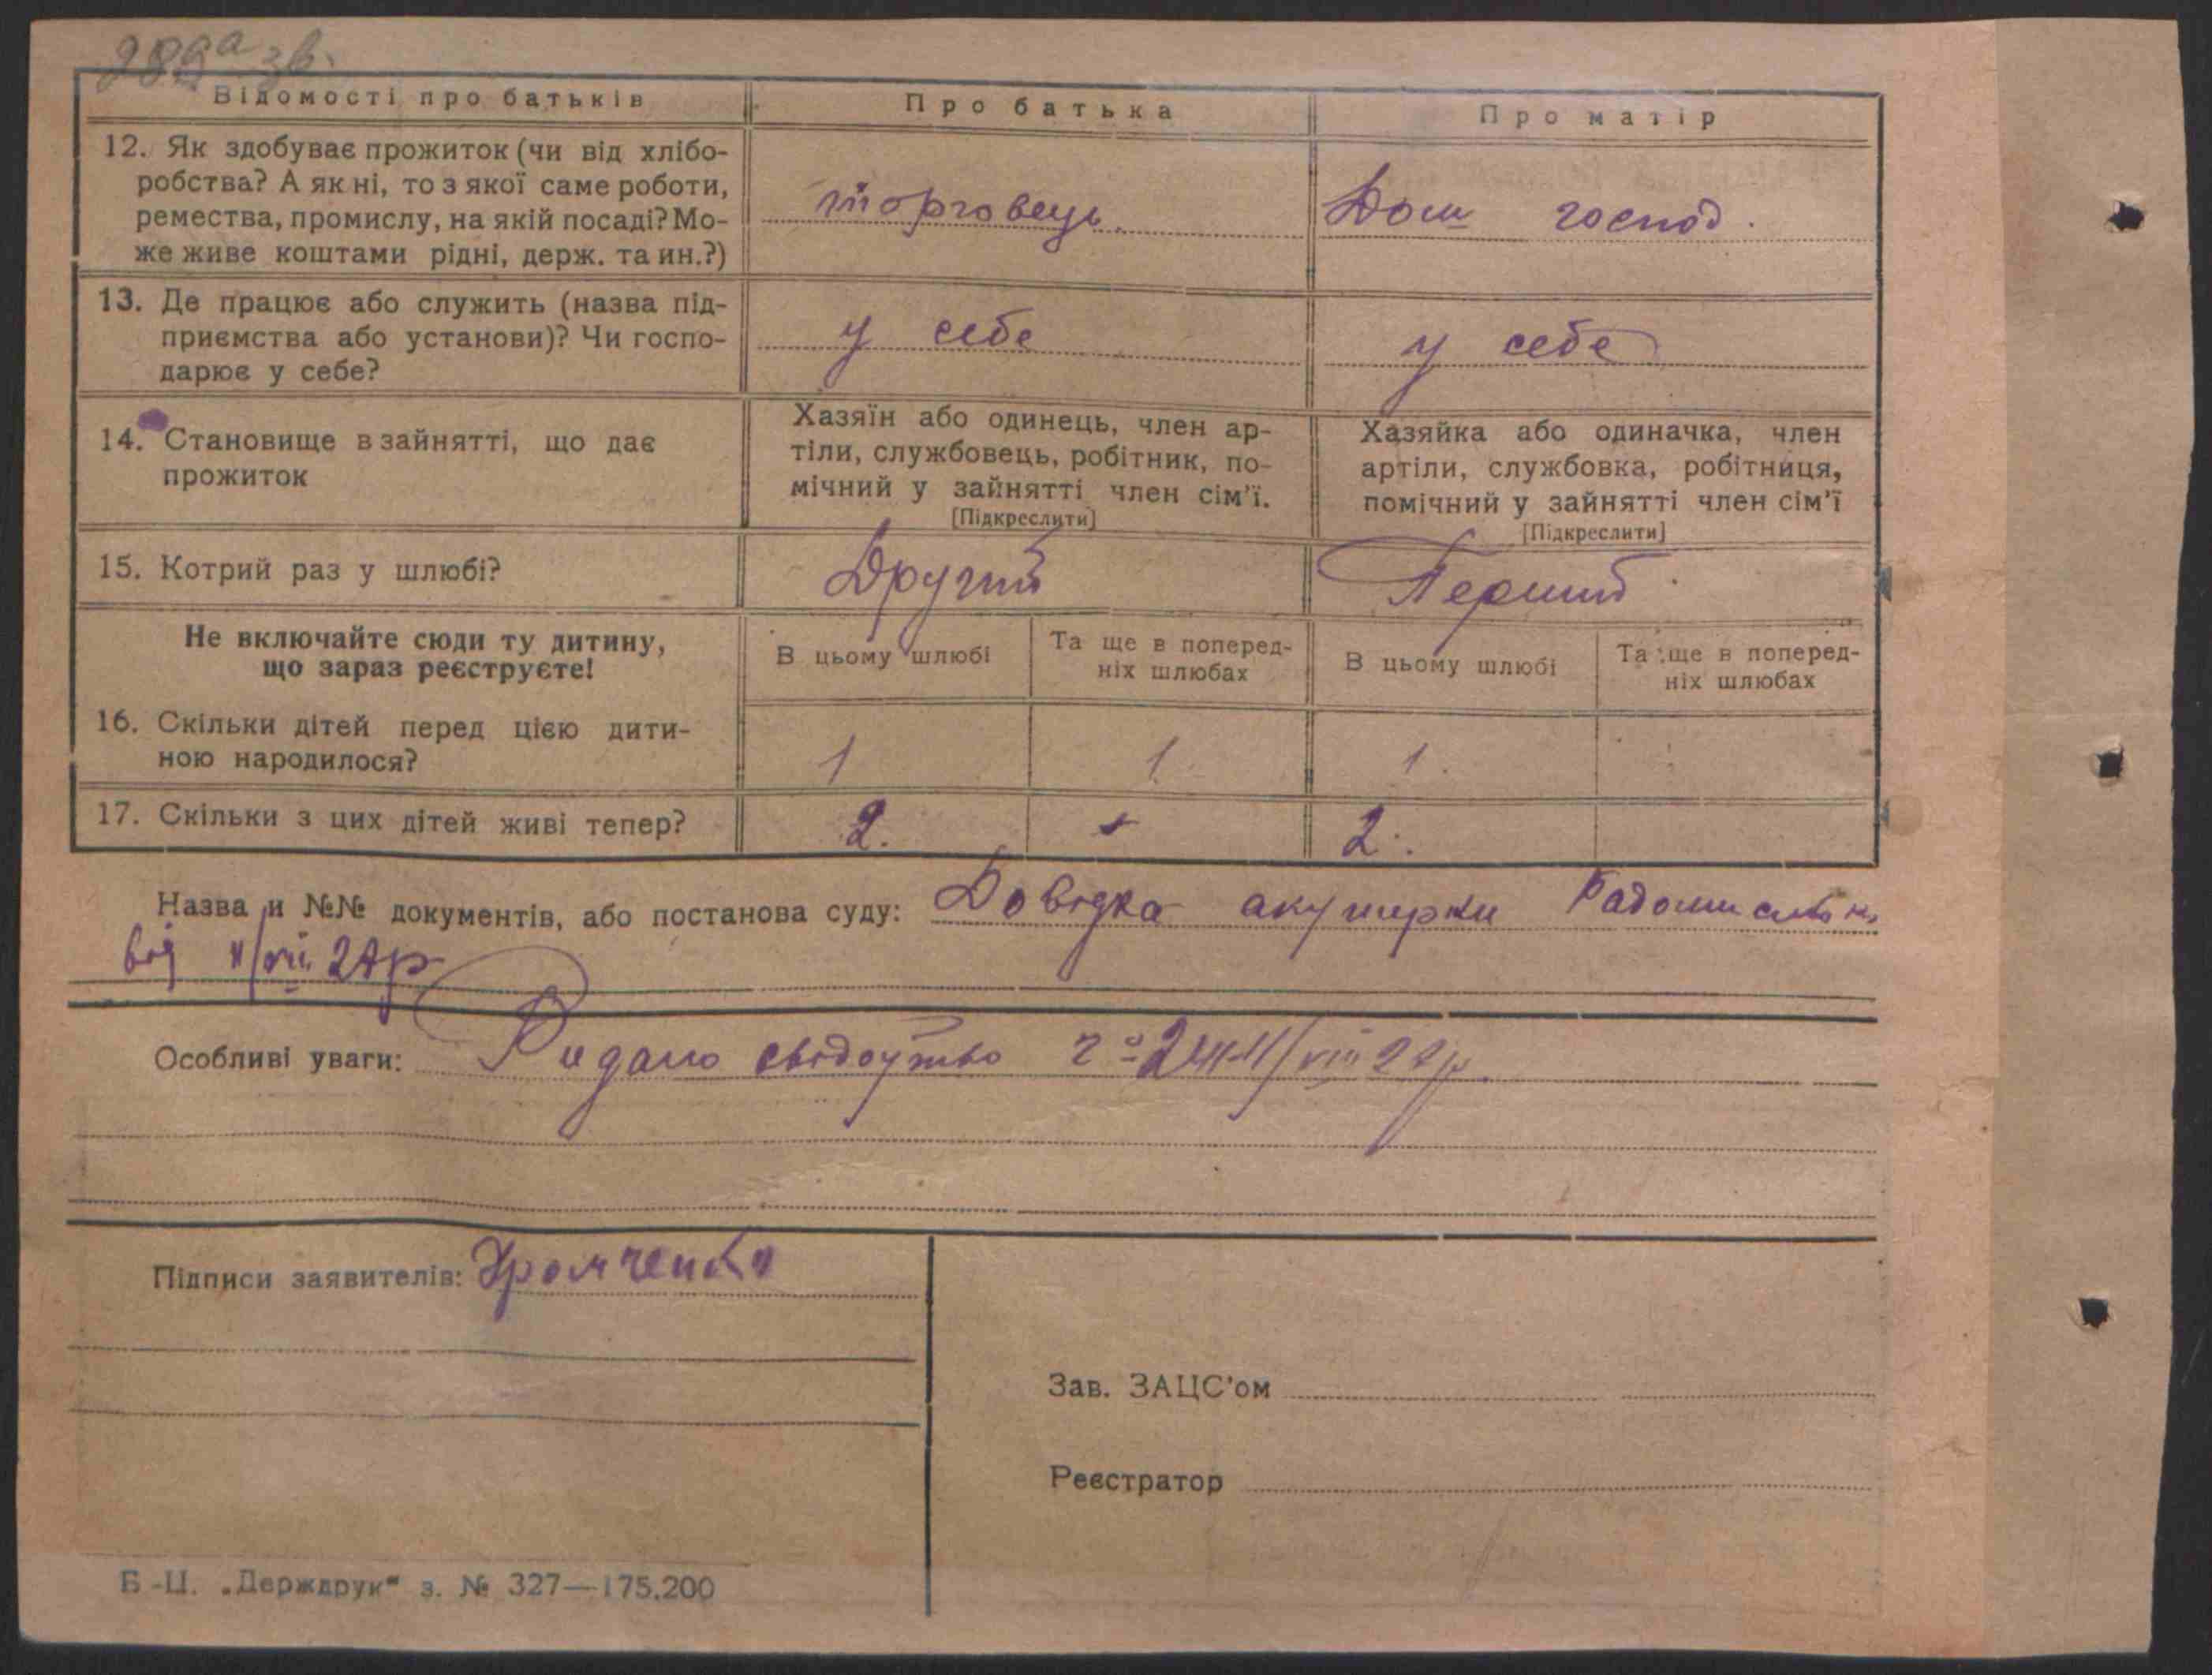 289а зв.
Відомості про батьків
Про батька
Про матір
12. Як здобуває прожиток (чи від хлібо-
робства? А як ні, то з якої саме роботи,
ремества, промислу, на якій посаді? Мо-
же живе коштами рідні, держ. та ин.?)
торговець.
Дом господ.
13. Де працює або служить (назва під-
приємства або установи)? Чи госпо-
дарює у себе?
у себе
у себе
14. Становище в зайнятті, що дає
прожиток
Хазяїн або одинець, член ар-
тіли, службовець, робітник, по-
мічний у зайнятті член сім'ї.
[Підкреслити]
Хазяйка або одиначка, член
артіли, службовка, робітниця,
помічний у зайнятті член сім'ї
[Підкреслити]
15. Котрий раз у шлюбі?
Другий
Перший
Не включайте сюди ту дитину,
що зараз реєструєте!
В цьому шлюбі
Та ще в поперед-
ніх шлюбах
В цьому шлюбі
Та ще в поперед-
ніх шлюбах
16. Скільки дітей перед цією дити-
ною народилося?
1
1
1
17. Скільки з цих дітей живі тепер?
2.
2.
Назва и №№ документів, або постанова суду: Довідка акушерки
від
Особливі уваги: Видано свідоцтво
Підписи заявителів:
Зав. ЗАЦС'ом
Реєстратор
Б-Ц. „Держдрук“ з. № 327—175.200